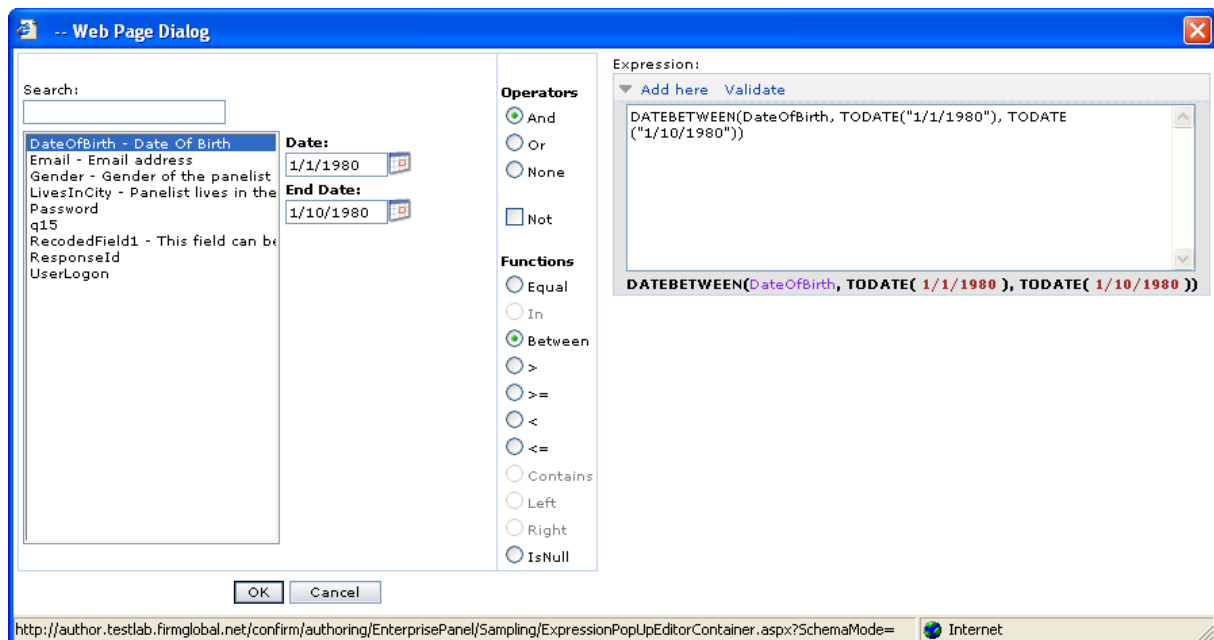 -- Web Page Dialog
Search:
DateOfBirth - Date Of Birth
Email - Email address
Gender - Gender of the panelist
LivesInCity - Panelist lives in the
Password
q15
RecodedField1 - This field can be
ResponseId
UserLogon
Date:
1/1/1980
End Date:
1/10/1980
Operators
And
Or
None
Not
Functions
Equal
In
Between
>
>=
<
<=
Contains
Left
Right
IsNull
Expression:
Add here Validate
DATEBETWEEN(DateOfBirth, TODATE("1/1/1980"), TODATE
("1/10/1980"))
DATEBETWEEN(DateOfBirth, TODATE( 1/1/1980 ), TODATE( 1/10/1980 ))
OK Cancel
http://author.testlab.firmglobal.net/confirm/authoring/EnterprisePanel/Sampling/ExpressionPopUpEditorContainer.aspx?SchemaMode= Internet